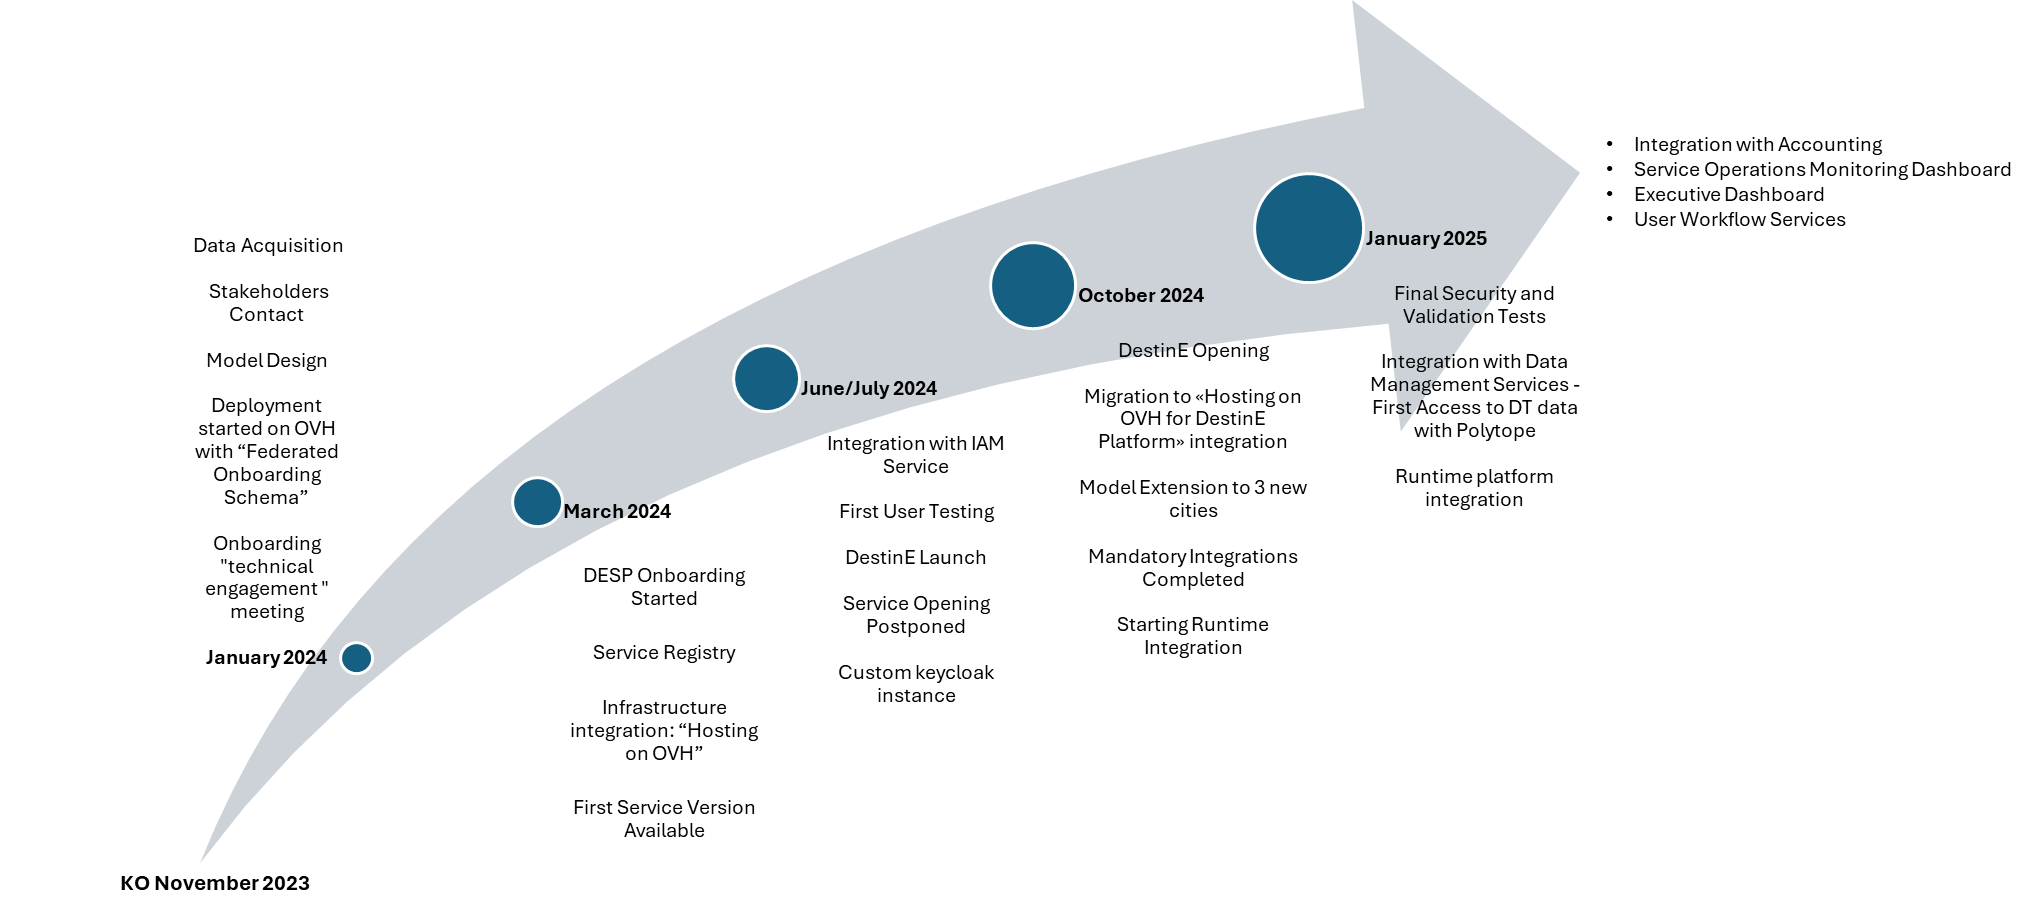 Data Acquisition
Stakeholders
Contact
Model Design
Deployment
started on OVH
with “Federated
Onboarding
Schema”
Onboarding
"technical
engagement"
meeting
January 2024
KO November 2023
March 2024
DESP Onboarding
Started
Service Registry
Infrastructure
integration: “Hosting
on OVH”
First Service Version
Available
June/July 2024
Integration with IAM
Service
First User Testing
DestinE Launch
Service Opening
Postponed
Custom keycloak
instance
October 2024
DestinE Opening
Migration to «Hosting on
OVH for DestinE
Platform» integration
Model Extension to 3 new
cities
Mandatory Integrations
Completed
Starting Runtime
Integration
January 2025
Final Security and
Validation Tests
Integration with Data
Management Services -
First Access to DT data
with Polytope
Runtime platform
integration
• Integration with Accounting
• Service Operations Monitoring Dashboard
• Executive Dashboard
• User Workflow Services